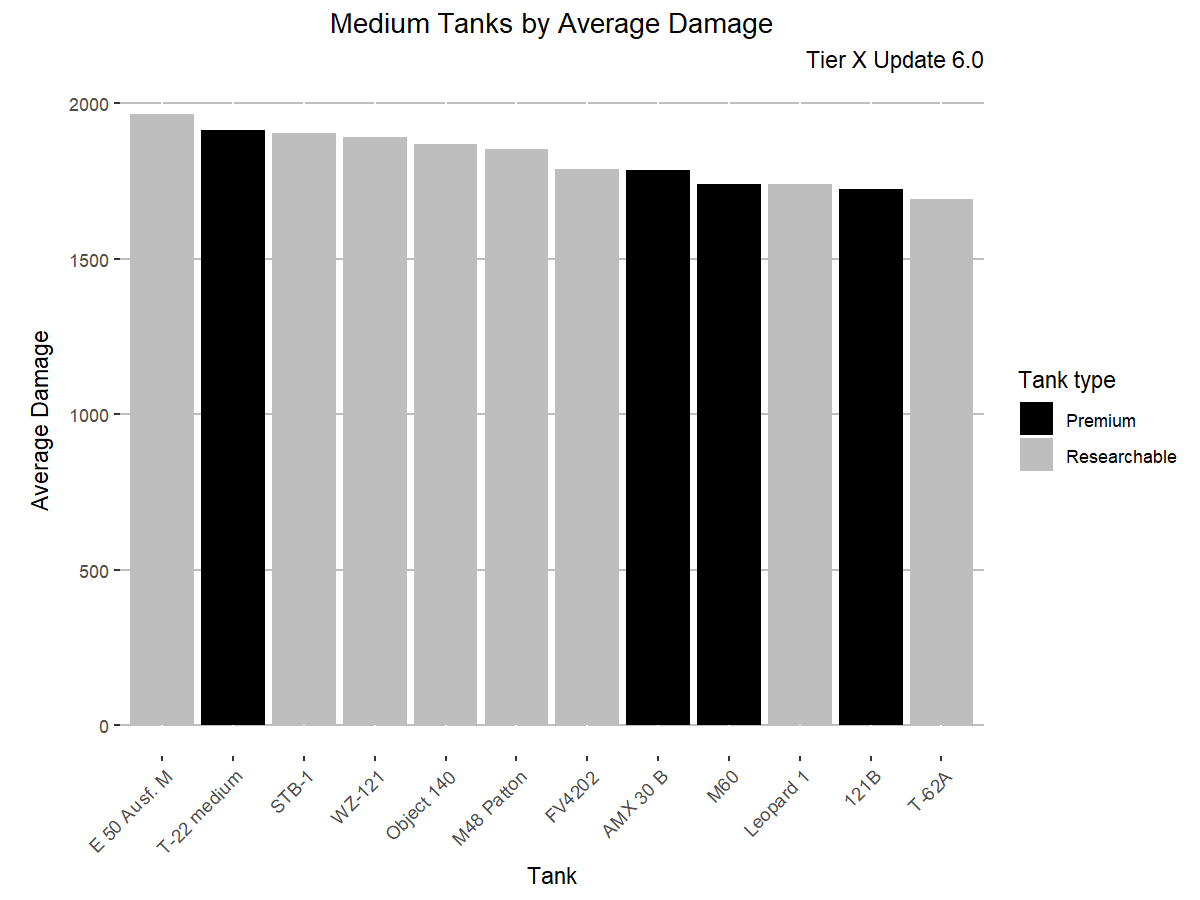 Medium Tanks by Average Damage
Tier X Update 6.0
Average Damage
2000
1500
1000
500
0
E 50 Ausf. M
T-22 medium
STB-1
WZ-121
Object 140
M48 Patton
FV4202
AMX 30 B
M60
Leopard 1
121B
T-62A
Tank
Tank type
Premium
Researchable